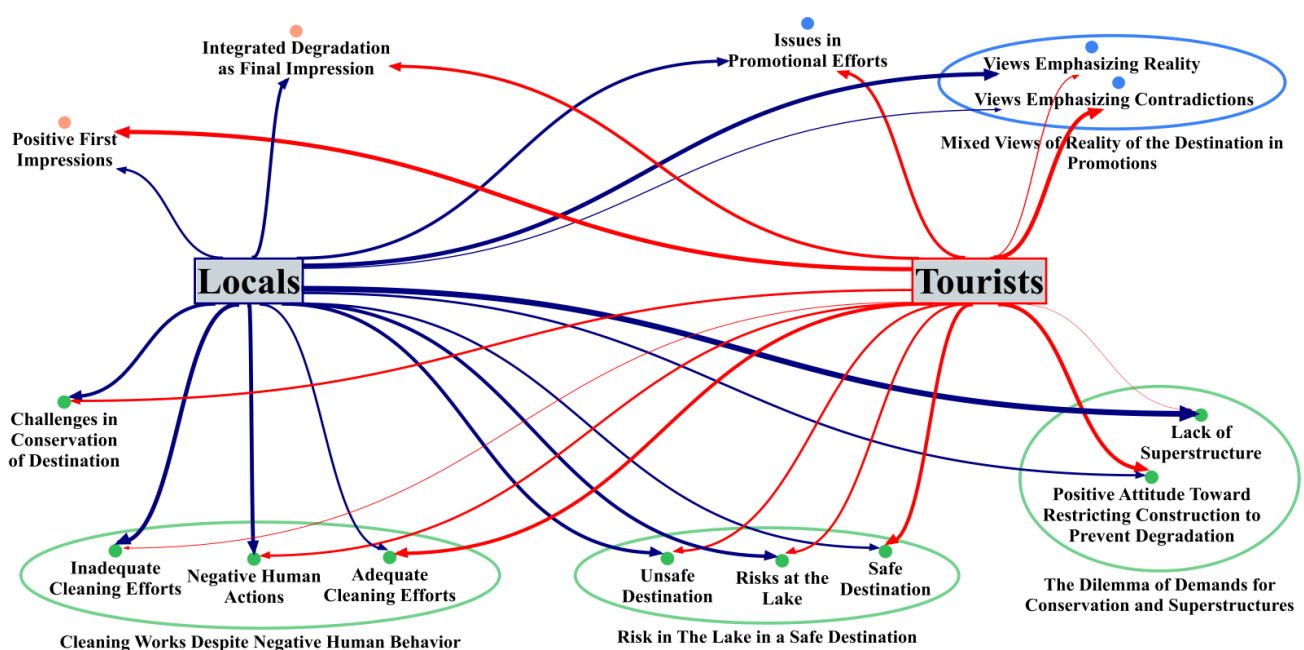 Integrated Degradation
as Final Impression
Issues in
Promotional Efforts
Views Emphasizing Reality
Views Emphasizing Contradictions
Mixed Views of Reality of the Destination in
Promotions
Positive First
Impressions
Locals
Tourists
Challenges in
Conservation
of Destination
Lack of
Superstructure
Positive Attitude Toward
Restricting Construction to
Prevent Degradation
The Dilemma of Demands for
Conservation and Superstructures
Inadequate
Cleaning Efforts
Negative Human
Actions
Adequate
Cleaning Efforts
Cleaning Works Despite Negative Human Behavior
Unsafe
Destination
Risks at the
Lake
Safe
Destination
Risk in The Lake in a Safe Destination